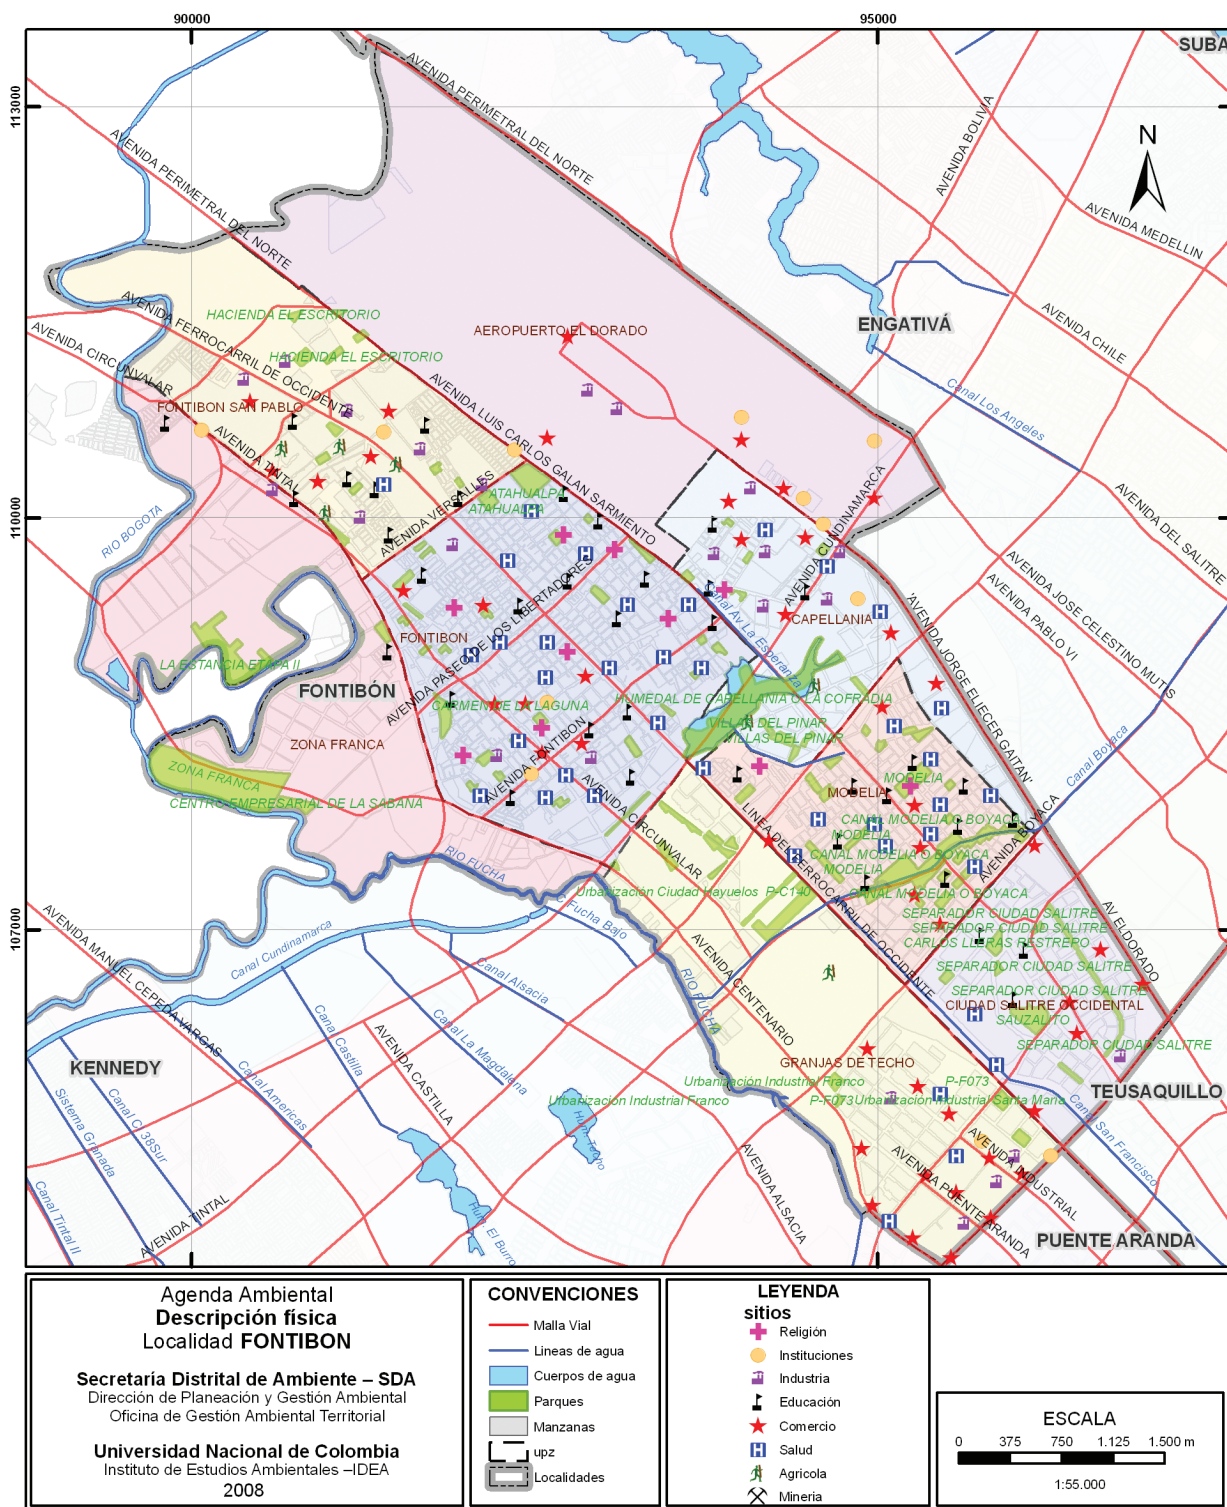 90000
95000
SUBA
113000
110000
107000
N
AVENIDA PERIMETRAL DEL NORTE
AVENIDA PERIMETRAL DEL NORTE
AVENIDA BOLIVIA
AVENIDA MEDELLIN
AVENIDA CHILE
ENGATIVÁ
AEROPUERTO EL DORADO
HACIENDA EL ESCRITORIO
HACIENDA EL ESCRITORIO
AVENIDA FERROCARRIL DE OCCIDENTE
AVENIDA CIRCUNVALAR
FONTIBON SAN PABLO
AVENIDA TINTAL
AVENIDA LUIS CARLOS GALAN SARMIENTO
Canal Los Angeles
AVENIDA VERSALLES
ATAHUALPA
ATAHUALPA
RIO BOGOTA
AVENIDA CUNDINAMARCA
AVENIDA DEL SALITRE
AVENIDA JOSE CELESTINO MUTIS
AVENIDA PABLO VI
'AVENIDA JORGE ELIECER GAITAN'
AVENIDA PASEO DE LOS LIBERTADORES
Canal Av La Esperanza
CAPELLANIA
FONTIBON
LA ESTANCIA ETAPA II
FONTIBÓN
CARMEN DE LA LAGUNA
HUMEDAL DE CAPELLANIA O LA COFRADIA
VILLAS DEL PINAR
VILLAS DEL PINAR
ZONA FRANCA
ZONA FRANCA
CENTRO EMPRESARIAL DE LA SABANA
AVENIDA FONTIBON
AVENIDA CIRCUNVALAR
Canal Boyaca
MODELIA
MODELIA
CANAL MODELIA O BOYACA
MODELIA
CANAL MODELIA O BOYACA
MODELIA
CANAL MODELIA O BOYACA
AVENIDA BOYACA
LINEA DEL FERROCARRIL DE OCCIDENTE
RIO FUCHA
C Fucha Bajo
Urbanización Ciudad Hayuelos P-C140
SEPARADOR CIUDAD SALITRE
SEPARADOR CIUDAD SALITRE
CARLOS LLERAS RESTREPO
SEPARADOR CIUDAD SALITRE
SEPARADOR CIUDAD SALITRE
CIUDAD SALITRE OCCIDENTAL
SAUZALITO
SEPARADOR CIUDAD SALITRE
AV ELDORADO
AVENIDA MANUEL CEPEDA VARGAS
Canal Cundinamarca
Canal Alsacia
AVENIDA CENTENARIO
RIO FUCHA
GRANJAS DE TECHO
KENNEDY
Canal Castilla
AVENIDA CASTILLA
Canal La Magdalena
Canal Americas
Canal Cl 38Sur
Sistema Granada
Canal Tintal II
AVENIDA TINTAL
Urbanización Industrial Franco
Urbanización Industrial Franco
P-F073
P-F073 Urbanización Industrial Santa Maria
Hum. Techo
Hum. El Burro
TEUSAQUILLO
Canal San Francisco
AVENIDA ALSACIA
AVENIDA PUENTE ARANDA
AVENIDA INDUSTRIAL
PUENTE ARANDA
Agenda Ambiental
Descripción física
Localidad FONTIBON
Secretaría Distrital de Ambiente – SDA
Dirección de Planeación y Gestión Ambiental
Oficina de Gestión Ambiental Territorial
Universidad Nacional de Colombia
Instituto de Estudios Ambientales –IDEA
2008
CONVENCIONES
Malla Vial
Lineas de agua
Cuerpos de agua
Parques
Manzanas
upz
Localidades
LEYENDA
sitios
Religión
Instituciones
Industria
Educación
Comercio
Salud
Agricola
Mineria
ESCALA
0 375 750 1.125 1.500 m
1:55.000